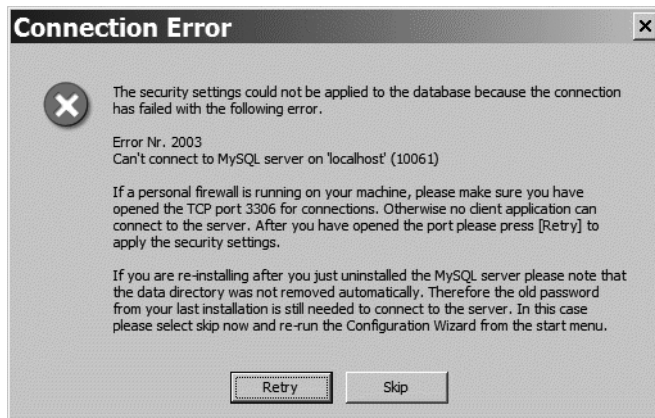 Connection Error
The security settings could not be applied to the database because the connection
has failed with the following error.
Error Nr. 2003
Can't connect to MySQL server on 'localhost' (10061)
If a personal firewall is running on your machine, please make sure you have
opened the TCP port 3306 for connections. Otherwise no client application can
connect to the server. After you have opened the port please press [Retry] to
apply the security settings.
If you are re-installing after you just uninstalled the MySQL server please note that
the data directory was not removed automatically. Therefore the old password
from your last installation is still needed to connect to the server. In this case
please select skip now and re-run the Configuration Wizard from the start menu.
Retry
Skip